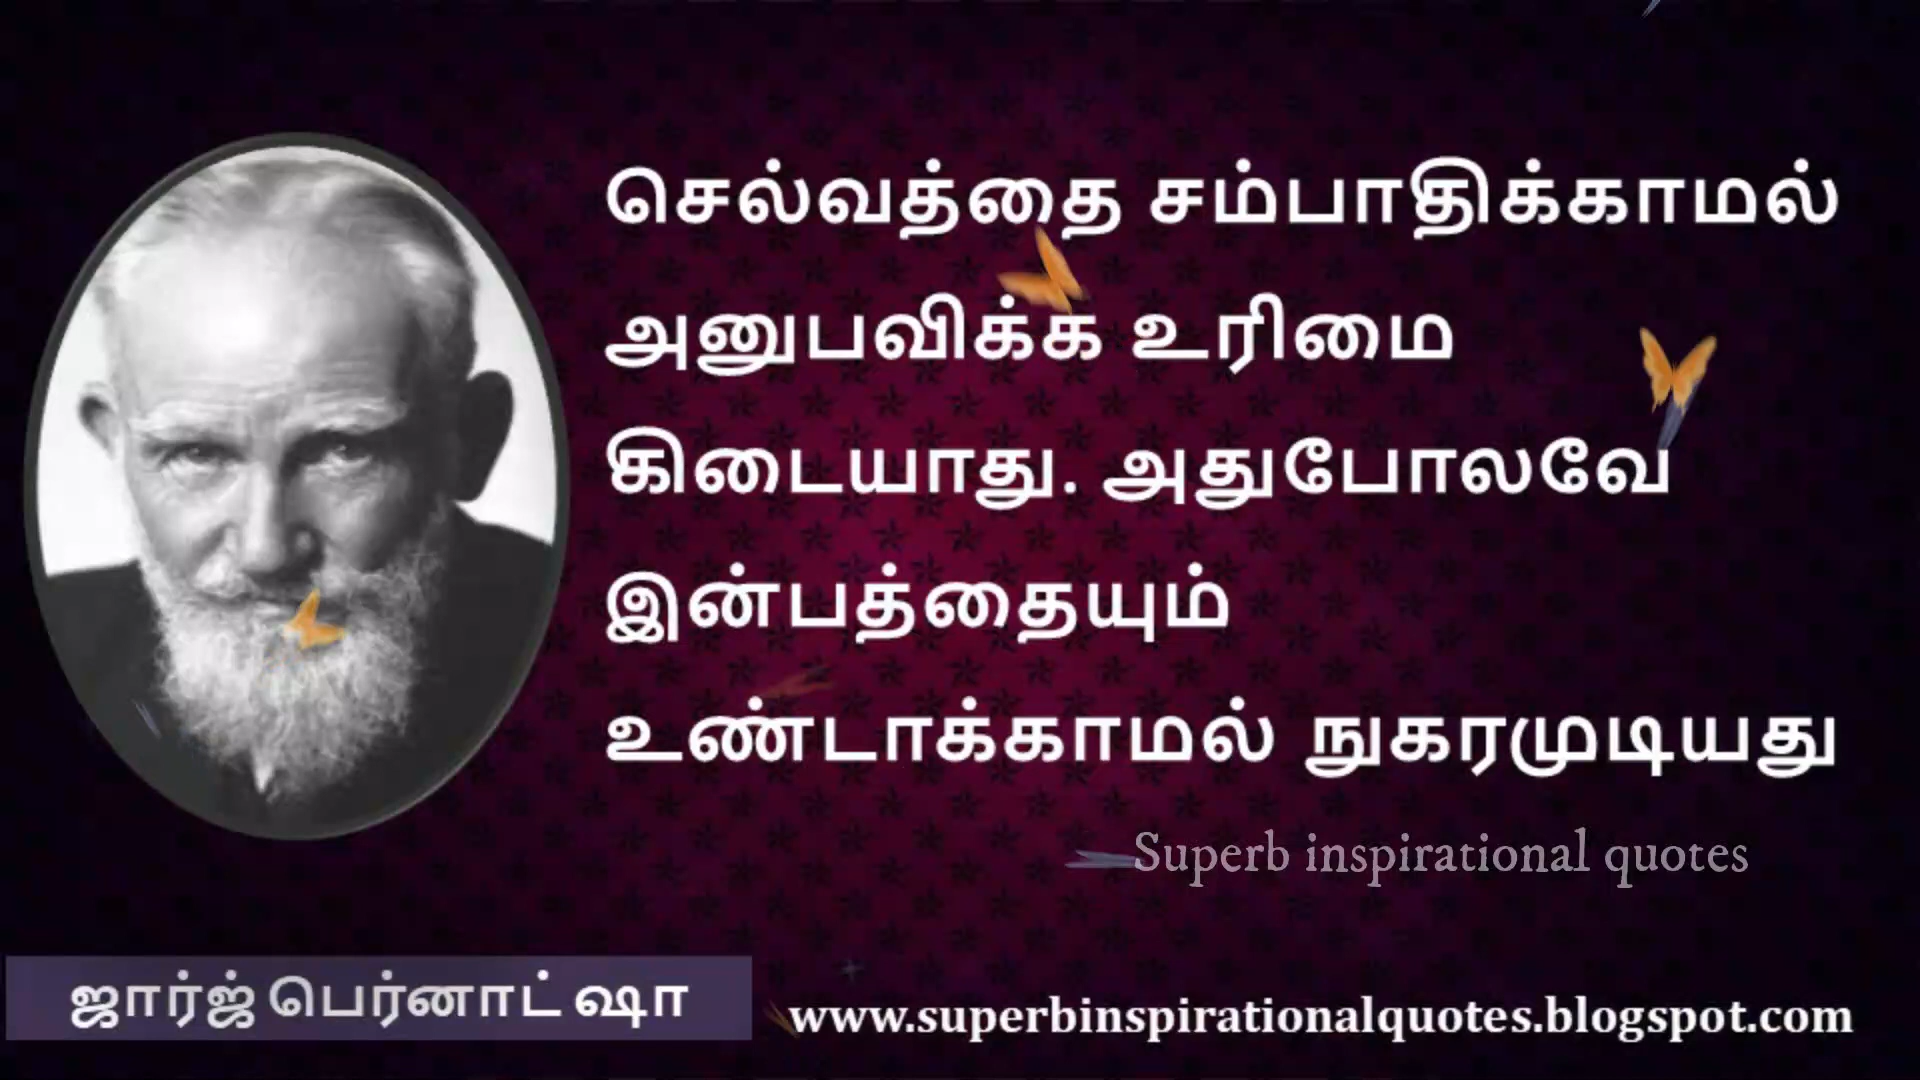 செல்வத்தை சம்பாதிக்காமல்
அனுபவிக்க உரிமை
கிடையாது. அதுபோலவே
இன்பத்தையும்
உண்டாக்காமல் நுகரமுடியது
Superb inspirational quotes
ஜார்ஜ் பெர்னாட் ஷா
www.superbinspirationalquotes.blogspot.com